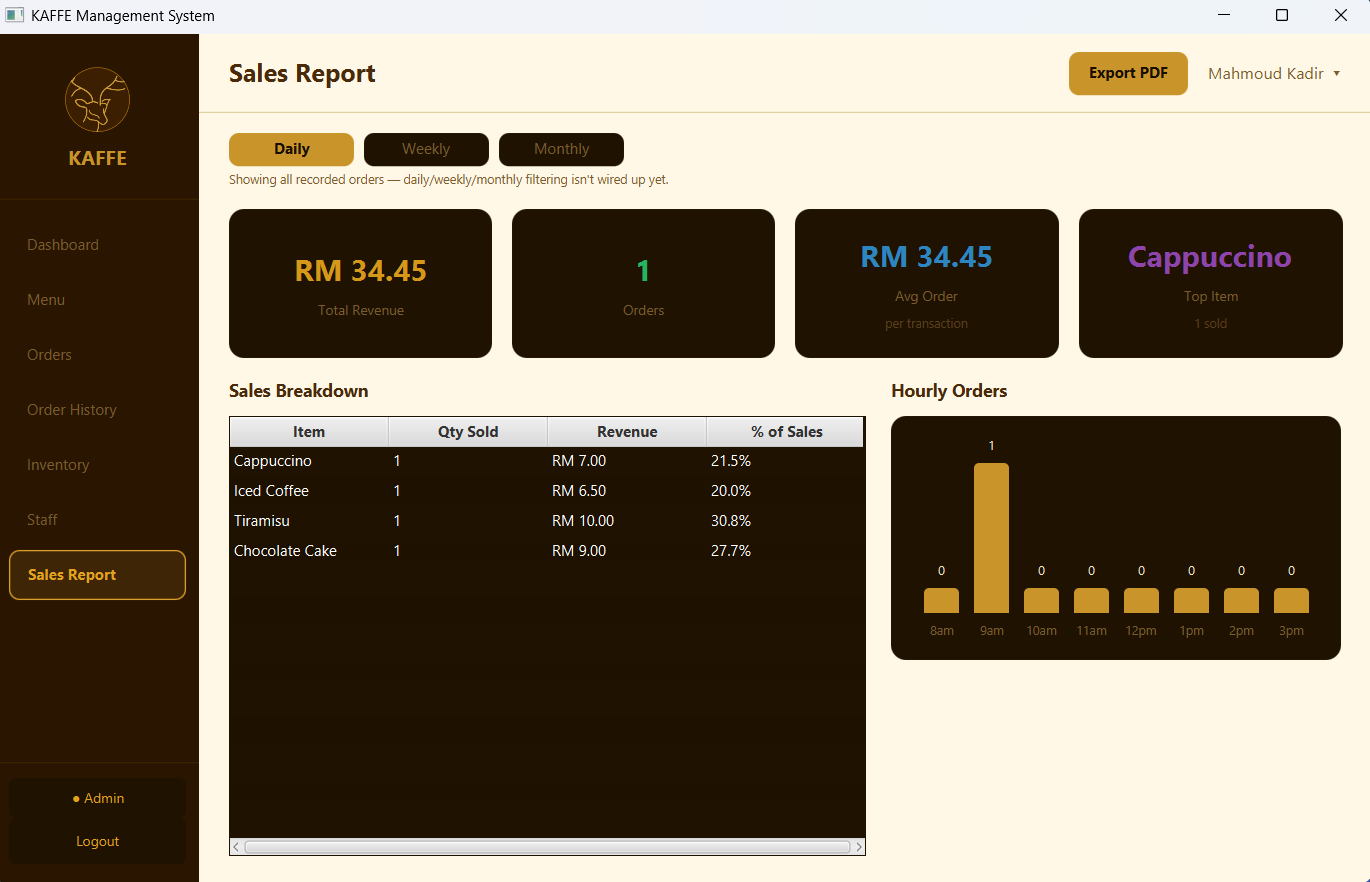 KAFFE Management System
KAFFE
Dashboard
Menu
Orders
Order History
Inventory
Staff
Sales Report
● Admin
Logout
Sales Report
Export PDF
Mahmoud Kadir ▾
Daily Weekly Monthly
Showing all recorded orders — daily/weekly/monthly filtering isn't wired up yet.
RM 34.45
Total Revenue
1
Orders
RM 34.45
Avg Order
per transaction
Cappuccino
Top Item
1 sold
Sales Breakdown
Item Qty Sold Revenue % of Sales
Cappuccino 1 RM 7.00 21.5%
Iced Coffee 1 RM 6.50 20.0%
Tiramisu 1 RM 10.00 30.8%
Chocolate Cake 1 RM 9.00 27.7%
Hourly Orders
0 1 0 0 0 0 0 0
8am 9am 10am 11am 12pm 1pm 2pm 3pm